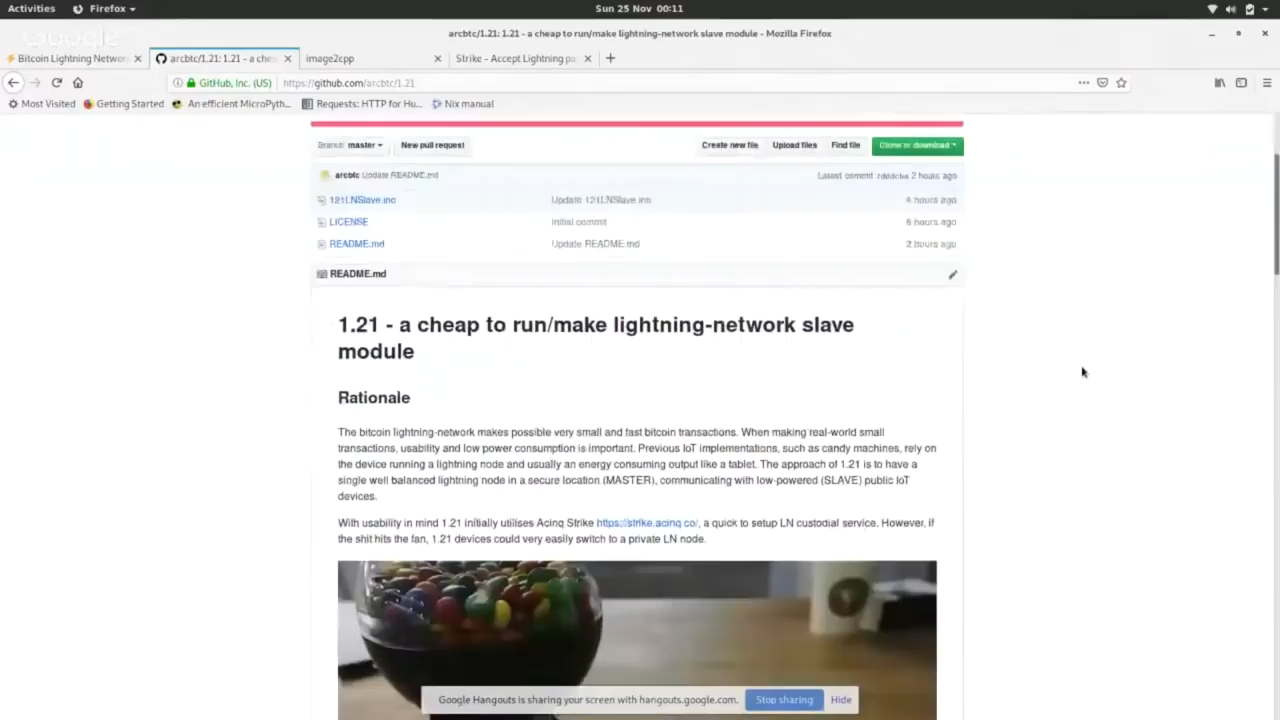 Activities Firefox Sun 25 Nov 00:11
Google
arcbtc/1.21: 1.21 - a cheap to run/make lightning-network slave module - Mozilla Firefox
Bitcoin Lightning Networ arcbtc/1.21: 1.21 - a chea image2cpp Strike - Accept Lightning pa
GitHub, Inc. (US) https://github.com/arcbtc/1.21
Most Visited Getting Started An efficient MicroPyth... Requests: HTTP for Hu... Nix manual
Branch: master New pull request Create new file Upload files Find file Clone or download
arcbtc Update README.md Latest commit 2 hours ago
121LNSlave.ino Update 121LNSlave.ino 4 hours ago
LICENSE Initial commit hours ago
README.md Update README.md 2 hours ago
README.md
1.21 - a cheap to run/make lightning-network slave
module
Rationale
The bitcoin lightning-network makes possible very small and fast bitcoin transactions. When making real-world small
transactions, usability and low power consumption is important. Previous IoT implementations, such as candy machines, rely on
the device running a lightning node and usually an energy consuming output like a tablet. The approach of 1.21 is to have a
single well balanced lightning node in a secure location (MASTER), communicating with low-powered (SLAVE) public IoT
devices.
With usability in mind 1.21 initially utilises Acinq Strike https://strike.acinq.co/, a quick to setup LN custodial service. However, if
the shit hits the fan, 1.21 devices could very easily switch to a private LN node.
Google Hangouts is sharing your screen with hangouts.google.com. Stop sharing Hide